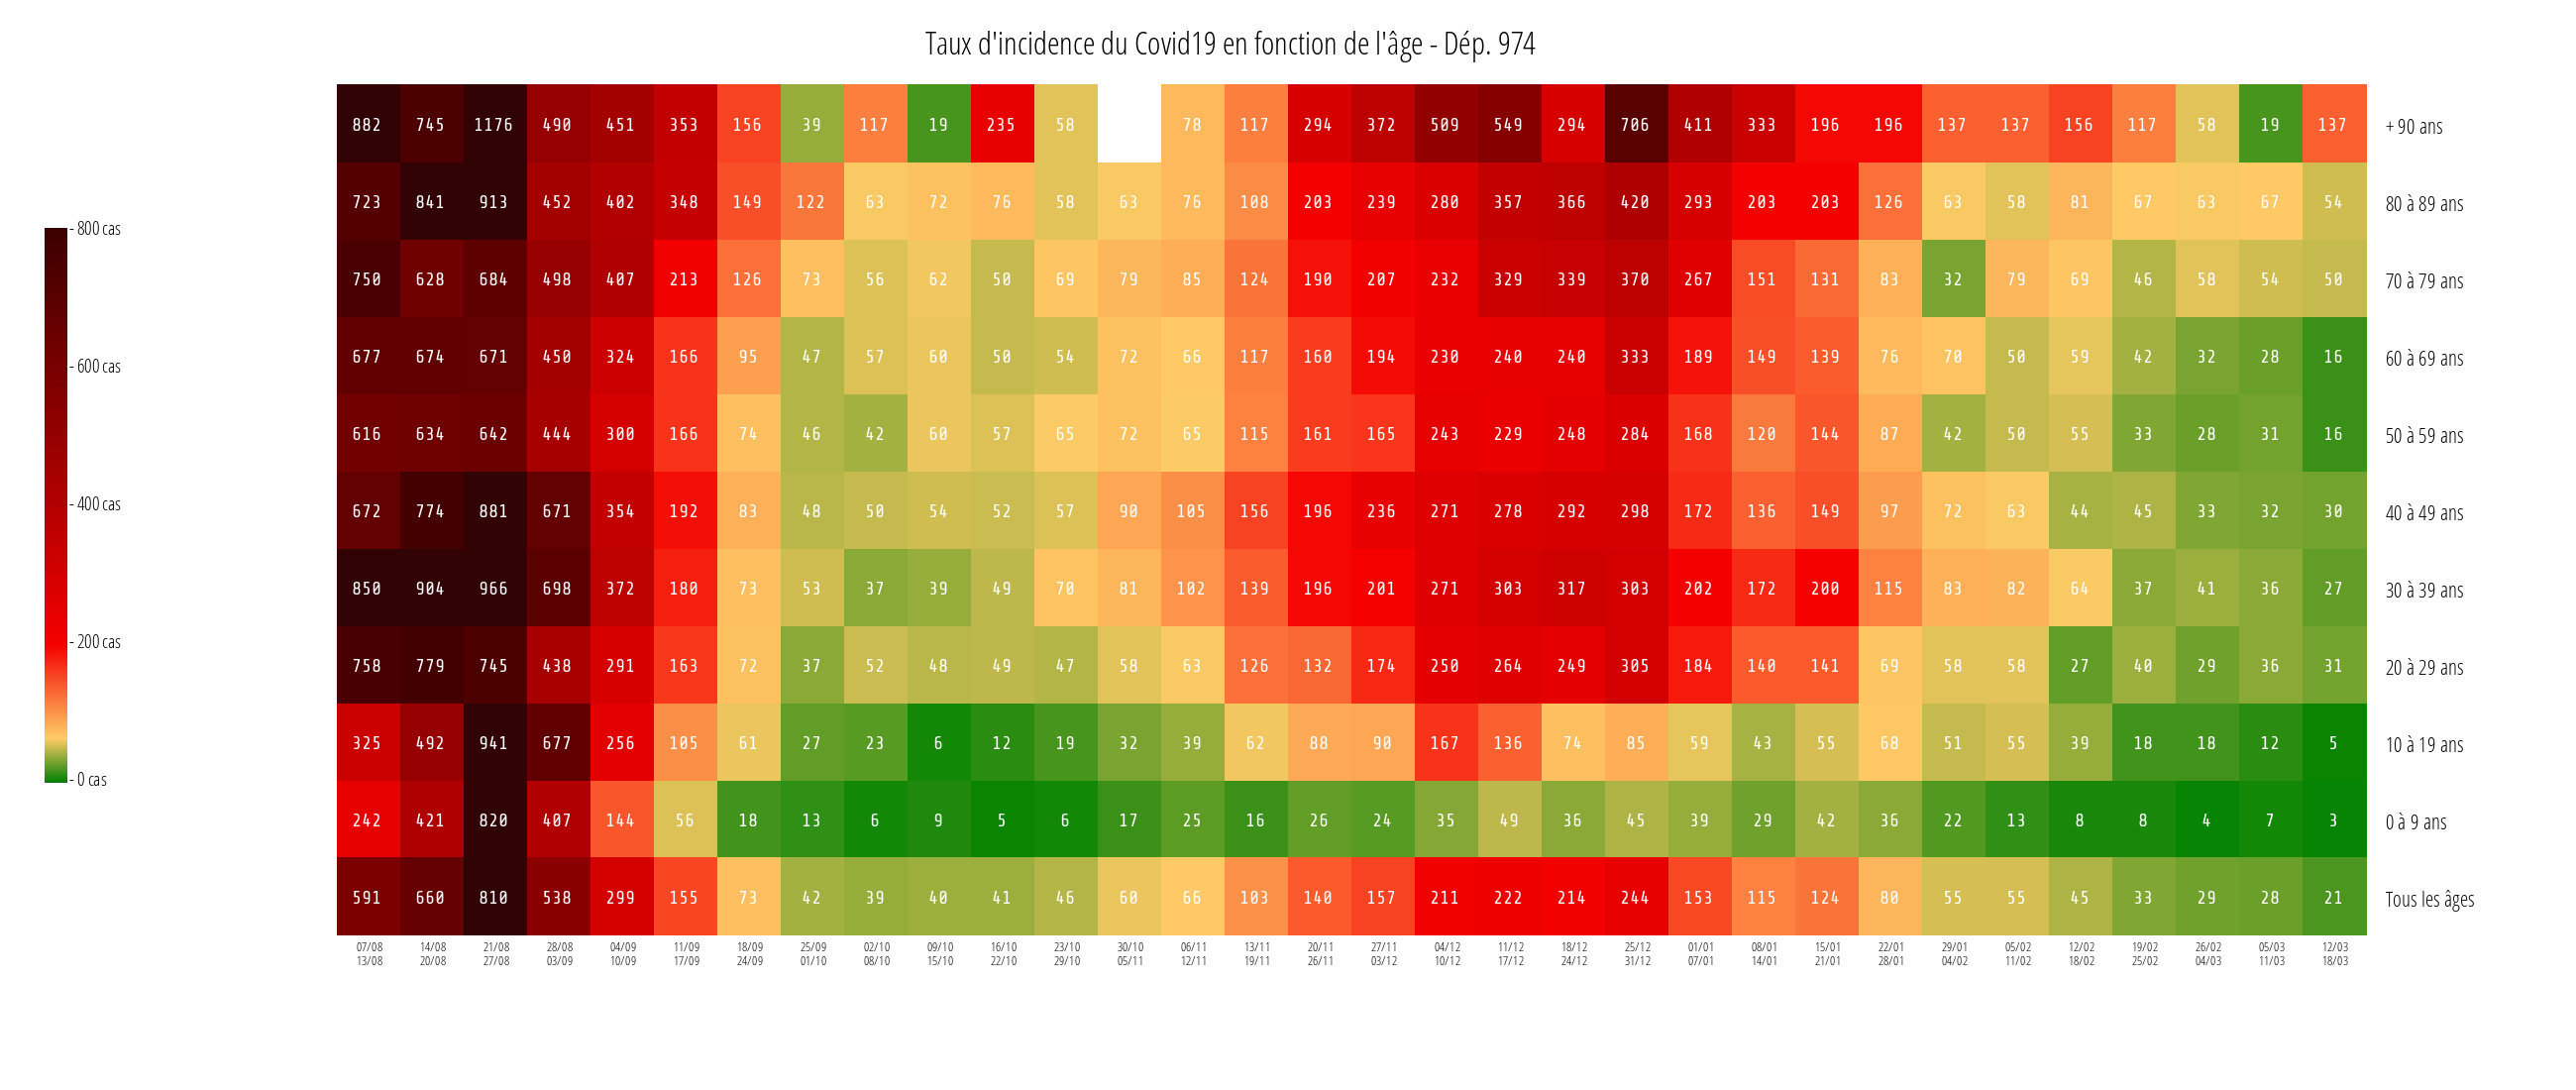 Taux d'incidence du Covid19 en fonction de l'âge - Dép. 974
- 800 cas
- 600 cas
- 400 cas
- 200 cas
- 0 cas
882 745 1176 490 451 353 156 39 117 19 235 58 78 117 294 372 509 549 294 706 411 333 196 196 137 137 156 117 58 19 137 + 90 ans
723 841 913 452 402 348 149 122 63 72 76 58 63 76 108 203 239 280 357 366 420 293 203 203 126 63 58 81 67 63 67 54 80 à 89 ans
750 628 684 498 407 213 126 73 56 62 50 69 79 85 124 190 207 232 329 339 370 267 151 131 83 32 79 69 46 58 54 50 70 à 79 ans
677 674 671 450 324 166 95 47 57 60 50 54 72 66 117 160 194 230 240 240 333 189 149 139 76 70 50 59 42 32 28 16 60 à 69 ans
616 634 642 444 300 166 74 46 42 60 57 65 72 65 115 161 165 243 229 248 284 168 120 144 87 42 50 55 33 28 31 16 50 à 59 ans
672 774 881 671 354 192 83 48 50 54 52 57 90 105 156 196 236 271 278 292 298 172 136 149 97 72 63 44 45 33 32 30 40 à 49 ans
850 904 966 698 372 180 73 53 37 39 49 70 81 102 139 196 201 271 303 317 303 202 172 200 115 83 82 64 37 41 36 27 30 à 39 ans
758 779 745 438 291 163 72 37 52 48 49 47 58 63 126 132 174 250 264 249 305 184 140 141 69 58 58 27 40 29 36 31 20 à 29 ans
325 492 941 677 256 105 61 27 23 6 12 19 32 39 62 88 90 167 136 74 85 59 43 55 68 51 55 39 18 18 12 5 10 à 19 ans
242 421 820 407 144 56 18 13 6 9 5 6 17 25 16 26 24 35 49 36 45 39 29 42 36 22 13 8 8 4 7 3 0 à 9 ans
591 660 810 538 299 155 73 42 39 40 41 46 60 66 103 140 157 211 222 214 244 153 115 124 80 55 55 45 33 29 28 21 Tous les âges
07/08 14/08 21/08 28/08 04/09 11/09 18/09 25/09 02/10 09/10 16/10 23/10 30/10 06/11 13/11 20/11 27/11 04/12 11/12 18/12 25/12 01/01 08/01 15/01 22/01 29/01 05/02 12/02 19/02 26/02 05/03 12/03
13/08 20/08 27/08 03/09 10/09 17/09 24/09 01/10 08/10 15/10 22/10 29/10 05/11 12/11 19/11 26/11 03/12 10/12 17/12 24/12 31/12 07/01 14/01 21/01 28/01 04/02 11/02 18/02 25/02 04/03 11/03 18/03